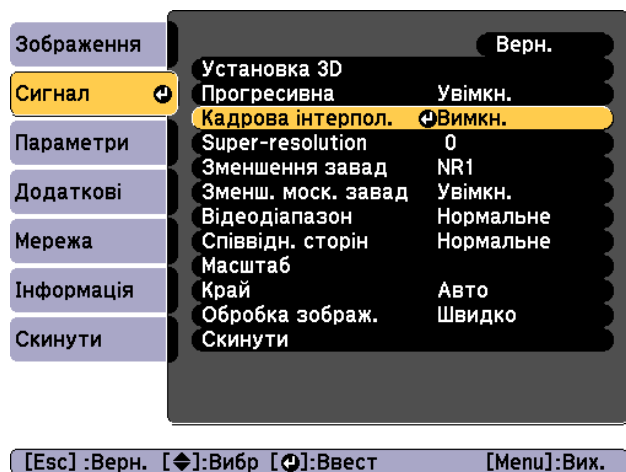 Зображення
Сигнал
Параметри
Додаткові
Мережа
Інформація
Скинути
Верн.
Установка 3D
Прогресивна Увімкн.
Кадрова інтерпол. Вимкн.
Super-resolution 0
Зменшення завад NR1
Зменш. моск. завад Увімкн.
Відеодіапазон Нормальне
Співвідн. сторін Нормальне
Масштаб
Край Авто
Обробка зображ. Швидко
Скинути
[Esc] :Верн. [◆]:Вибр [↵]:Ввест [Menu]:Вих.